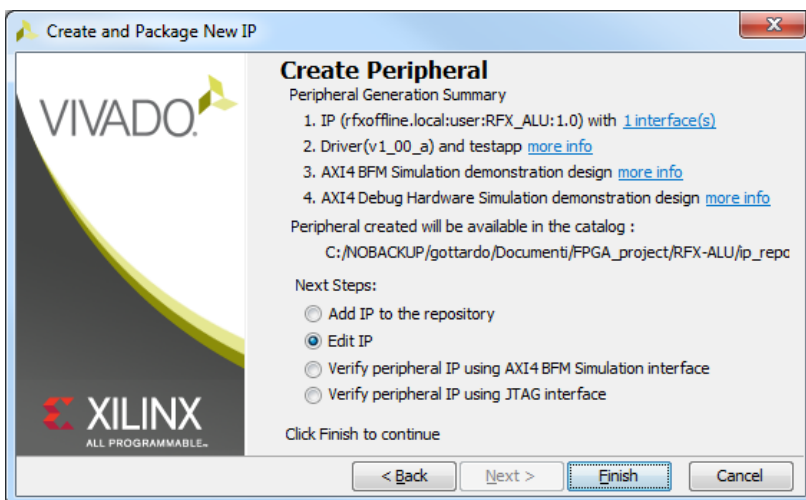 Create and Package New IP
VIVADO.
Create Peripheral
Peripheral Generation Summary
1. IP (rfxoffline.local:user:RFX_ALU:1.0) with 1 interface(s)
2. Driver(v1_00_a) and testapp more info
3. AXI4 BFM Simulation demonstration design more info
4. AXI4 Debug Hardware Simulation demonstration design more info
Peripheral created will be available in the catalog :
C:/NOBACKUP/gottardo/Documenti/FPGA_project/RFX-ALU/ip_repo
Next Steps:
Add IP to the repository
Edit IP
Verify peripheral IP using AXI4 BFM Simulation interface
Verify peripheral IP using JTAG interface
XILINX
ALL PROGRAMMABLE™
Click Finish to continue
< Back
Next >
Finish
Cancel